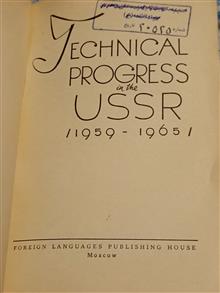 TECHNICAL
PROGRESS
in the
USSR
/1959-1965/
FOREIGN LANGUAGES PUBLISHING HOUSE
Moscow